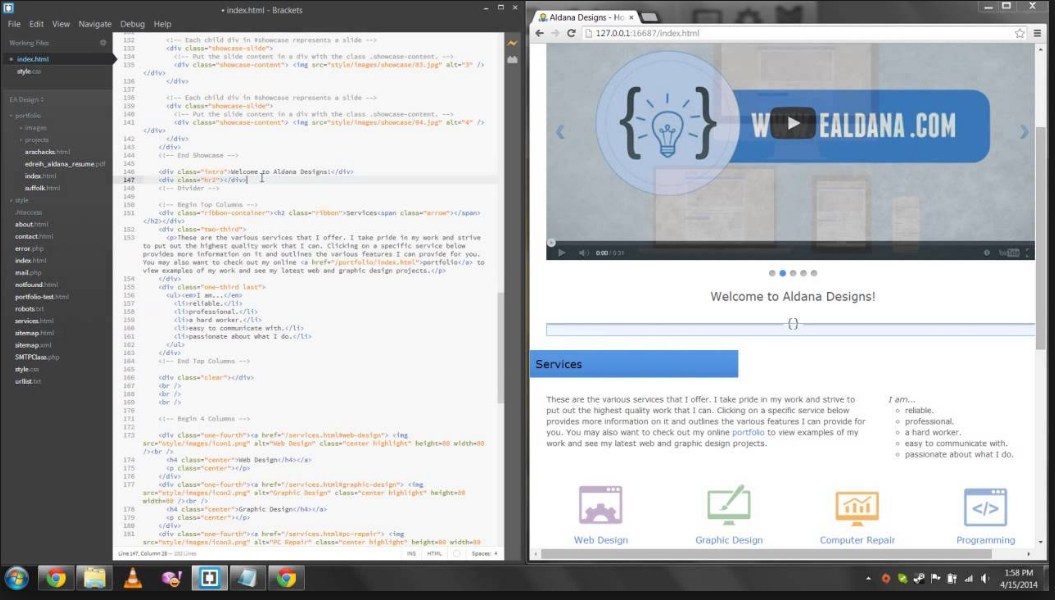 • index.html - Brackets
File Edit View Navigate Debug Help
Working Files
index.html
style.css
EA Design 1
portfolio
images
projects
arschacks.html
edreih_aldana_resume.pdf
index.html
suffolk.html
style
.htaccess
about.html
contact.html
error.php
index.html
mail.php
notfound.html
portfolio-test.html
robots.txt
services.html
sitemap.html
sitemap.xml
SMTPClass.php
style.css
urllist.txt
132 <!-- Each child div in #showcase represents a slide -->
133 <div class="showcase-slide">
134 <!-- Put the slide content in a div with the class .showcase-content. -->
135 <div class="showcase-content"> <img src="style/images/showcase/03.jpg" alt="3" />
</div>
136 </div>
137
138 <!-- Each child div in #showcase represents a slide -->
139 <div class="showcase-slide">
140 <!-- Put the slide content in a div with the class .showcase-content. -->
141 <div class="showcase-content"> <img src="style/images/showcase/04.jpg" alt="4" />
</div>
142 </div>
143 </div>
144 <!-- End Showcase -->
145
146 <div class="intro">Welcome to Aldana Designs!</div>
147 <div class="hr2"></div>
148 <!-- Divider -->
149
150 <!-- Begin Top Columns -->
151 <div class="ribbon-container"><h2 class="ribbon">Services<span class="arrow"></span>
</h2></div>
152 <div class="two-third">
153 <p>These are the various services that I offer. I take pride in my work and strive
to put out the highest quality work that I can. Clicking on a specific service below
provides more information on it and outlines the various features I can provide for you.
You may also want to check out my online <a href="/portfolio/index.html">portfolio</a> to
view examples of my work and see my latest web and graphic design projects.</p>
154 </div>
155 <div class="one-third last">
156 <ul><em>I am...</em>
157 <li>reliable.</li>
158 <li>professional.</li>
159 <li>a hard worker.</li>
160 <li>easy to communicate with.</li>
161 <li>passionate about what I do.</li>
162 </ul>
163 </div>
164 <!-- End Top Columns -->
165
166 <div class="clear"></div>
167 <br />
168 <br />
169 <br />
170
171 <!-- Begin 4 Columns -->
172
173 <div class="one-fourth"><a href="/services.html#web-design"> <img
src="style/images/icon1.png" alt="Web Design" class="center highlight" height=80 width=80
/><br />
174 <h4 class="center">Web Design</h4></a>
175 <p class="center"></p>
176 </div>
177 <div class="one-fourth"><a href="/services.html#graphic-design"> <img
src="style/images/icon2.png" alt="Graphic Design" class="center highlight" height=80
width=80 /><br />
178 <h4 class="center">Graphic Design</h4></a>
179 <p class="center"></p>
180 </div>
181 <div class="one-fourth"><a href="/services.html#pc-repair"> <img
src="style/images/icon3.png" alt="PC Repair" class="center highlight" height=80 width=80
Line 147, Column 28 — 332 Lines
INS HTML Spaces: 4
Aldana Designs - Ho
127.0.0.1:16687/index.html
{ } W EALDANA.COM
0:00 / 0:31
YouTube
Welcome to Aldana Designs!
{}
Services
These are the various services that I offer. I take pride in my work and strive to
put out the highest quality work that I can. Clicking on a specific service below
provides more information on it and outlines the various features I can provide for
you. You may also want to check out my online portfolio to view examples of my
work and see my latest web and graphic design projects.
I am...
reliable.
professional.
a hard worker.
easy to communicate with.
passionate about what I do.
</>
Web Design Graphic Design Computer Repair Programming
1:58 PM
4/15/2014